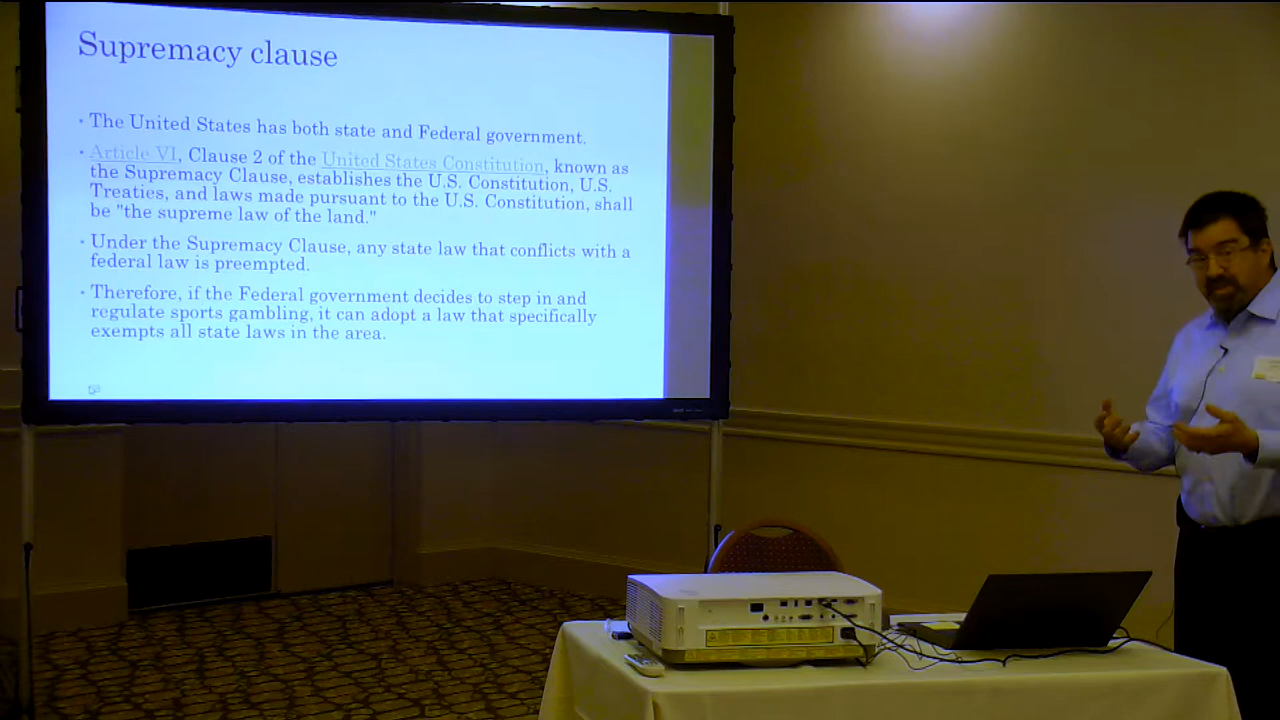 Supremacy clause
· The United States has both state and Federal government.
· Article VI, Clause 2 of the United States Constitution, known as
the Supremacy Clause, establishes the U.S. Constitution, U.S.
Treaties, and laws made pursuant to the U.S. Constitution, shall
be "the supreme law of the land."
· Under the Supremacy Clause, any state law that conflicts with a
federal law is preempted.
· Therefore, if the Federal government decides to step in and
regulate sports gambling, it can adopt a law that specifically
exempts all state laws in the area.